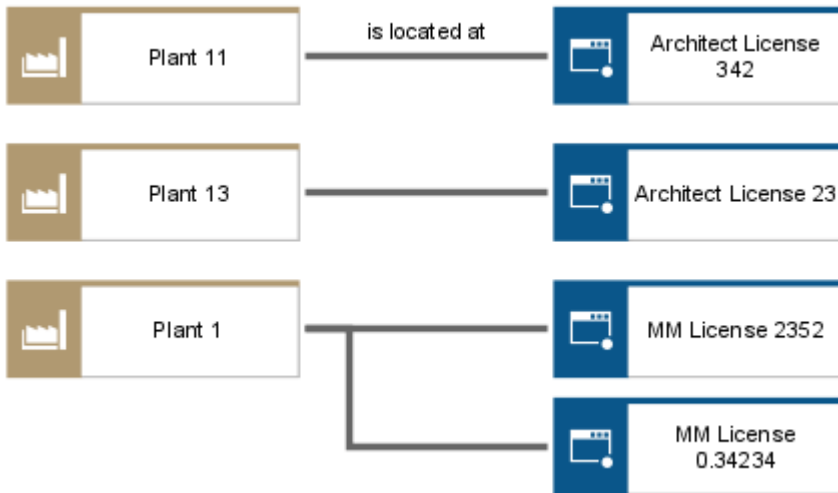 Plant 11
is located at
Architect License
342
Plant 13
Architect License 23
Plant 1
MM License 2352
MM License
0.34234